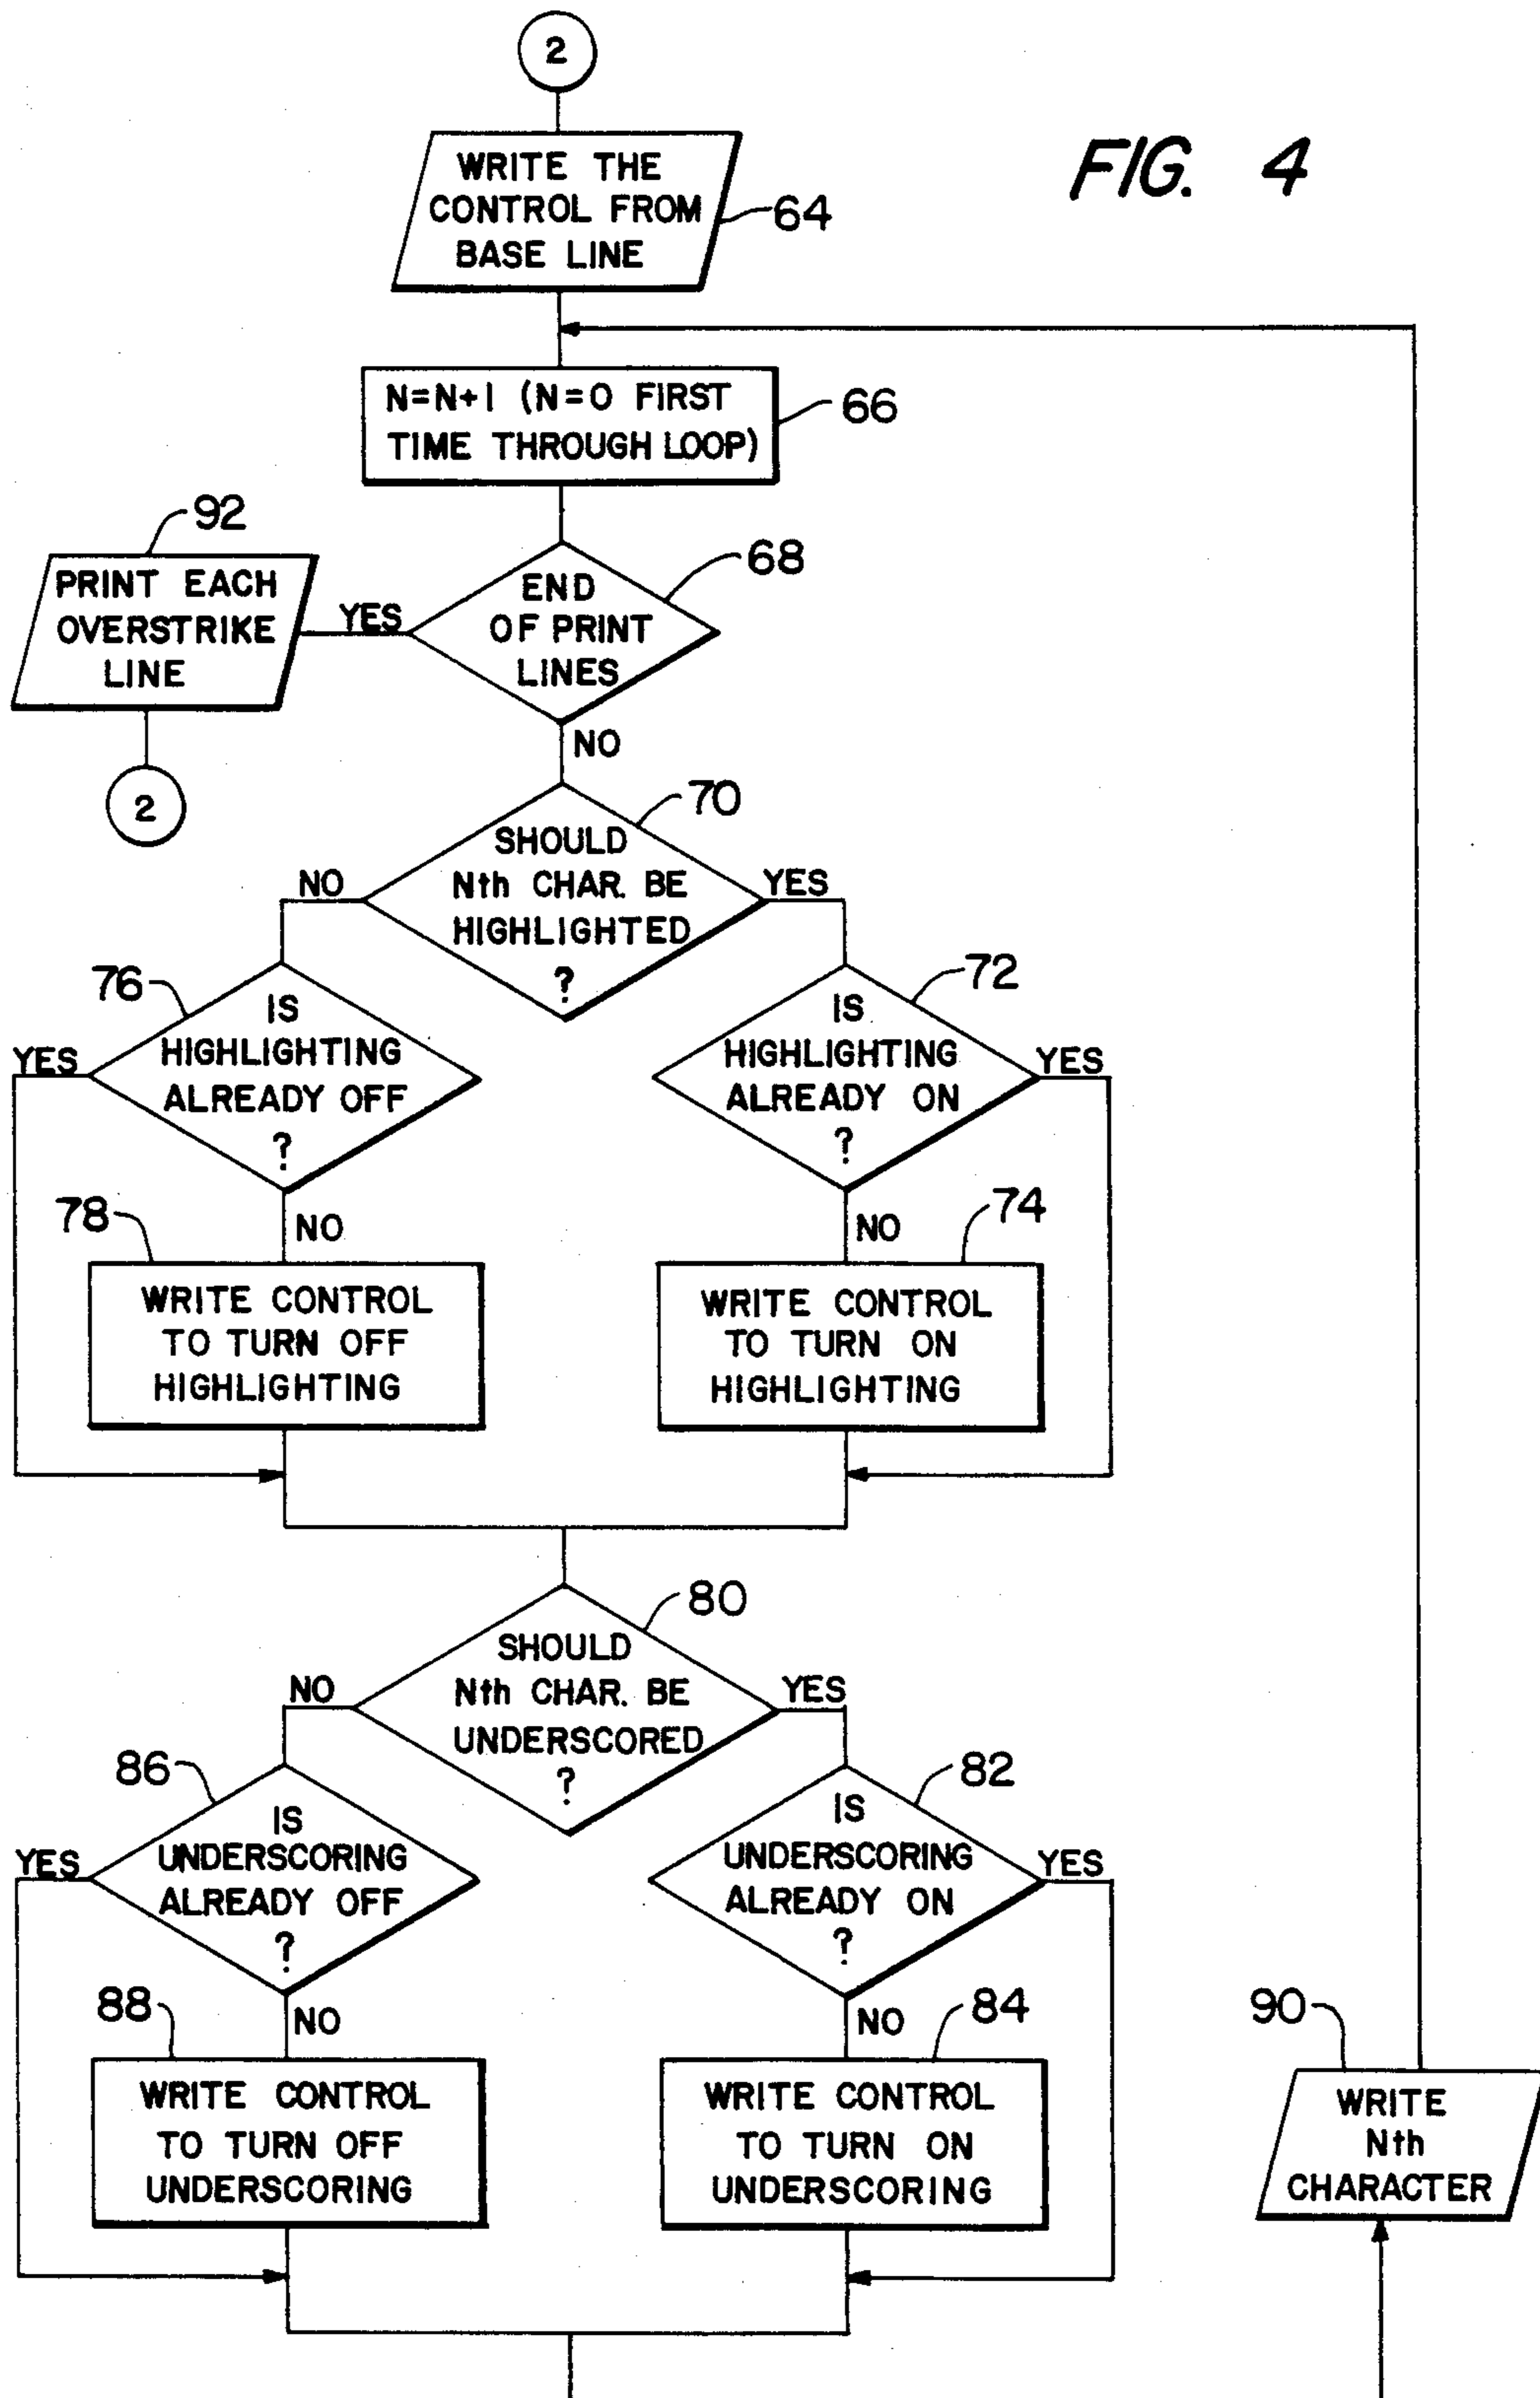 2
FIG. 4
WRITE THE
CONTROL FROM
BASE LINE
64
N=N+1 (N=0 FIRST
TIME THROUGH LOOP)
66
92
PRINT EACH
OVERSTRIKE
LINE
YES
END
OF PRINT
LINES
68
NO
2
70
SHOULD
Nth CHAR. BE
HIGHLIGHTED
?
NO
YES
76
IS
HIGHLIGHTING
ALREADY OFF
?
YES
72
IS
HIGHLIGHTING
ALREADY ON
?
YES
78
NO
WRITE CONTROL
TO TURN OFF
HIGHLIGHTING
NO
74
WRITE CONTROL
TO TURN ON
HIGHLIGHTING
80
SHOULD
Nth CHAR. BE
UNDERSCORED
?
NO
YES
86
IS
UNDERSCORING
ALREADY OFF
?
YES
82
IS
UNDERSCORING
ALREADY ON
?
YES
88
NO
WRITE CONTROL
TO TURN OFF
UNDERSCORING
NO
84
WRITE CONTROL
TO TURN ON
UNDERSCORING
90
WRITE
Nth
CHARACTER